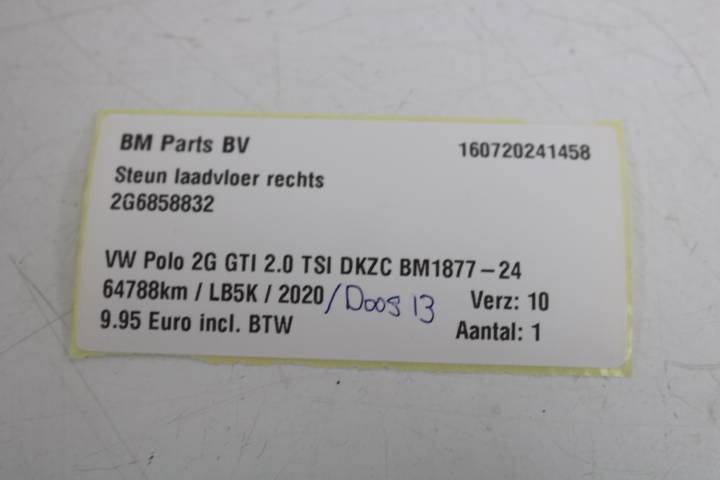 BM Parts BV 160720241458
Steun laadvloer rechts
2G6858832
VW Polo 2G GTI 2.0 TSI DKZC BM1877-24
64788km / LB5K / 2020 / Doos 13 Verz: 10
9.95 Euro incl. BTW Aantal: 1